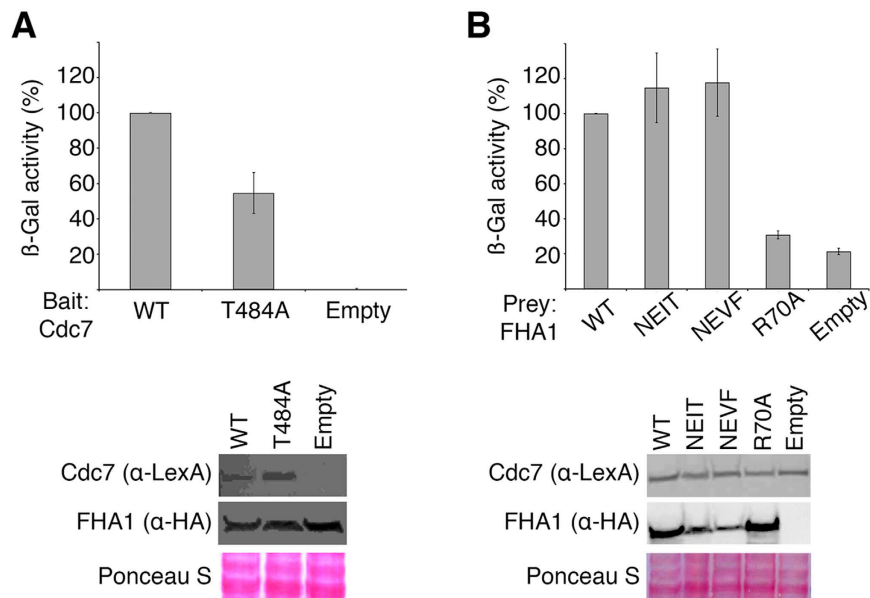 A
ß-Gal activity (%)
120
100
80
60
40
20
Bait:
Cdc7
WT T484A Empty
WT T484A Empty
Cdc7 (α-LexA)
FHA1 (α-HA)
Ponceau S
B
ß-Gal activity (%)
120
100
80
60
40
20
Prey:
FHA1
WT NEIT NEVF R70A Empty
WT NEIT NEVF R70A Empty
Cdc7 (α-LexA)
FHA1 (α-HA)
Ponceau S